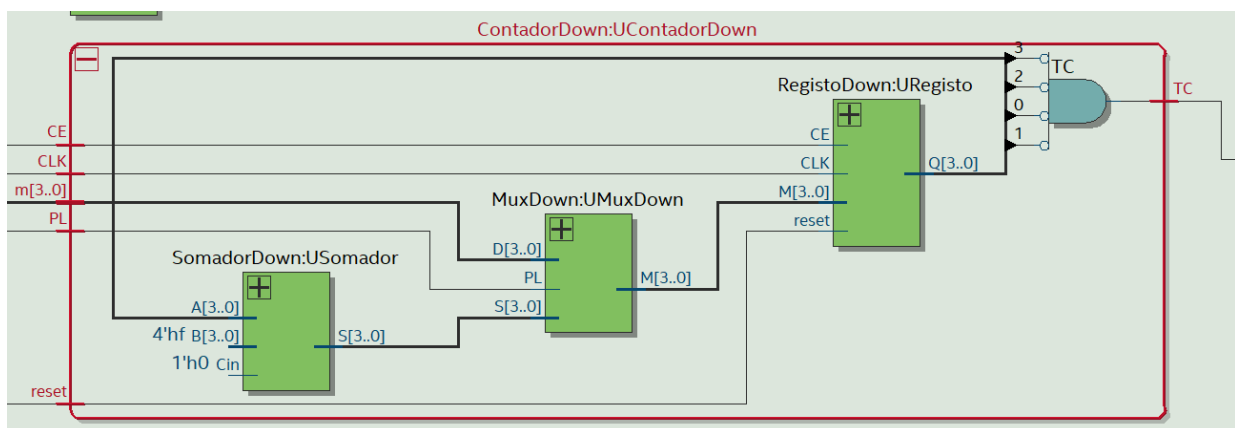 ContadorDown:UContadorDown
3
TC
2
0
1
TC
RegistoDown:URegisto
CE
CLK
M[3..0]
reset
Q[3..0]
CE
CLK
m[3..0]
PL
MuxDown:UMuxDown
D[3..0]
PL
S[3..0]
M[3..0]
SomadorDown:USomador
A[3..0]
4'hf B[3..0]
1'h0 Cin
S[3..0]
reset